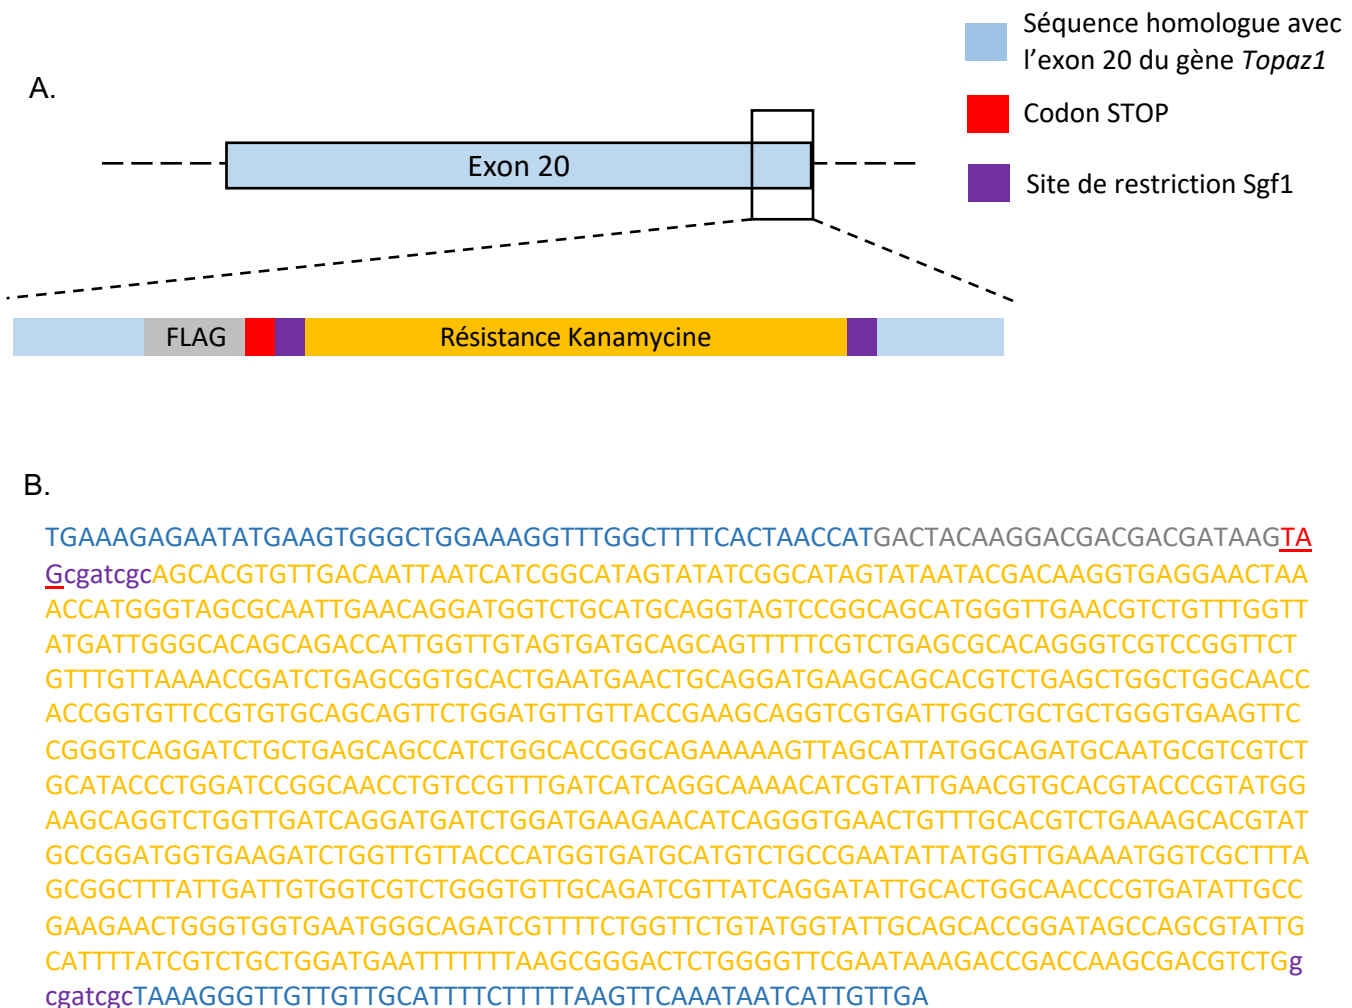 Séquence homologue avec
l'exon 20 du gène Topaz1
A.
Codon STOP
Exon 20
Site de restriction Sgf1
FLAG
Résistance Kanamycine
B.
TGAAAGAGAATATGAAGTGGGCTGGAAAGGTTTGGCTTTTCACTAACCATGACTACAAGGACGACGACGATAAGTA
GcgatcgcAGCACGTGTTGACAATTAATCATCGGCATAGTATATCGGCATAGTATAATACGACAAGGTGAGGAACTAA
ACCATGGGTAGCGCAATTGAACAGGATGGTCTGCATGCAGGTAGTCCGGCAGCATGGGTTGAACGTCTGTTTGGTT
ATGATTGGGCACAGCAGACCATTGGTTGTAGTGATGCAGCAGTTTTTCGTCTGAGCGCACAGGGTCGTCCGGTTCT
GTTTGTTAAAACCGATCTGAGCGGTGCACTGAATGAACTGCAGGATGAAGCAGCACGTCTGAGCTGGCTGGCAACC
ACCGGTGTTCCGTGTGCAGCAGTTCTGGATGTTGTTACCGAAGCAGGTCGTGATTGGCTGCTGCTGGGTGAAGTTC
CGGGTCAGGATCTGCTGAGCAGCCATCTGGCACCGGCAGAAAAAGTTAGCATTATGGCAGATGCAATGCGTCGTCT
GCATACCCTGGATCCGGCAACCTGTCCGTTTGATCATCAGGCAAAACATCGTATTGAACGTGCACGTACCCGTATGG
AAGCAGGTCTGGTTGATCAGGATGATCTGGATGAAGAACATCAGGGTGAACTGTTTGCACGTCTGAAAGCACGTAT
GCCGGATGGTGAAGATCTGGTTGTTACCCATGGTGATGCATGTCTGCCGAATATTATGGTTGAAAATGGTCGCTTTA
GCGGCTTTATTGATTGTGGTCGTCTGGGTGTTGCAGATCGTTATCAGGATATTGCACTGGCAACCCGTGATATTGCC
GAAGAACTGGGTGGTGAATGGGCAGATCGTTTTCTGGTTCTGTATGGTATTGCAGCACCGGATAGCCAGCGTATTG
CATTTTATCGTCTGCTGGATGAATTTTTTTAAGCGGGACTCTGGGGTTCGAATAAAGACCGACCAAGCGACGTCTGg
cgatcgcTAAAGGGTTGTTGTTGCATTTTCTTTTTAAGTTCAAATAATCATTGTTGA